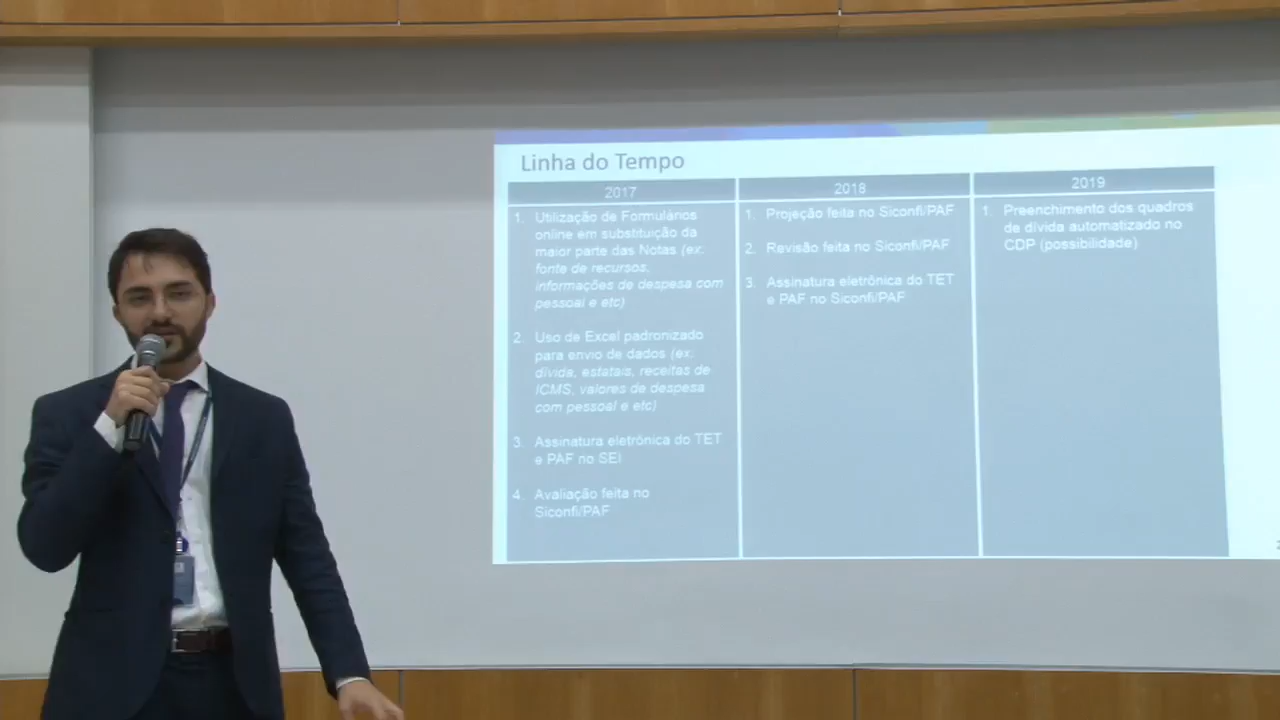 Linha do Tempo
2017
1. Utilização de Formulários
online em substituição da
maior parte das Notas (ex.
fonte de recursos,
informações de despesa com
pessoal e etc)
2. Uso de Excel padronizado
para envio de dados (ex.
dívida, estatais, receitas de
ICMS, valores de despesa
com pessoal e etc)
3. Assinatura eletrônica do TET
e PAF no SEI
4. Avaliação feita no
Siconfi/PAF
2018
1. Projeção feita no Siconfi/PAF
2. Revisão feita no Siconfi/PAF
3. Assinatura eletrônica do TET
e PAF no Siconfi/PAF
2019
1. Preenchimento dos quadros
de dívida automatizado no
CDP (possibilidade)